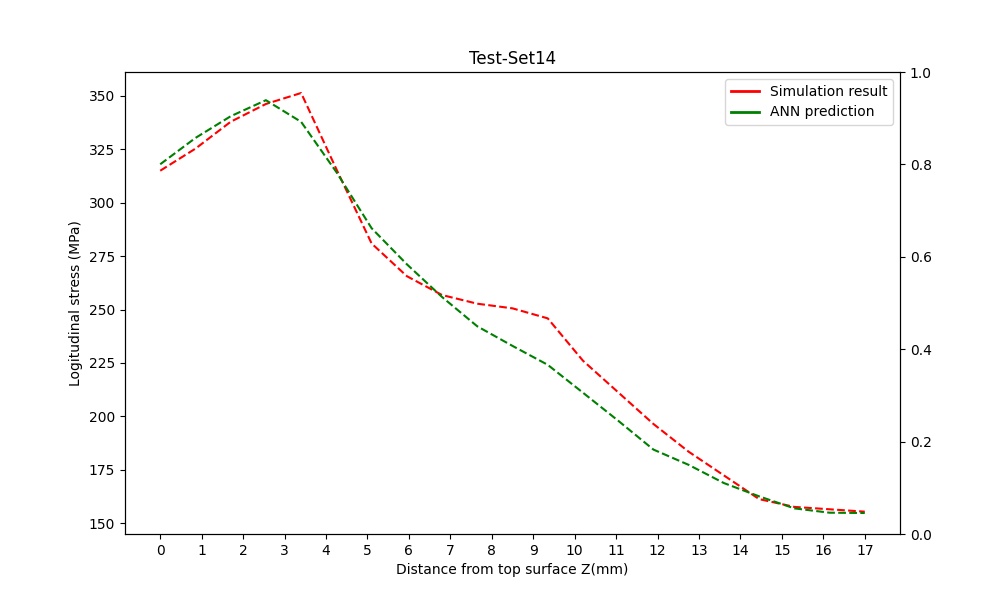 Test-Set14
Simulation result
ANN prediction
Logitudinal stress (MPa)
350
325
300
275
250
225
200
175
150
1.0
0.8
0.6
0.4
0.2
0.0
0 1 2 3 4 5 6 7 8 9 10 11 12 13 14 15 16 17
Distance from top surface Z(mm)